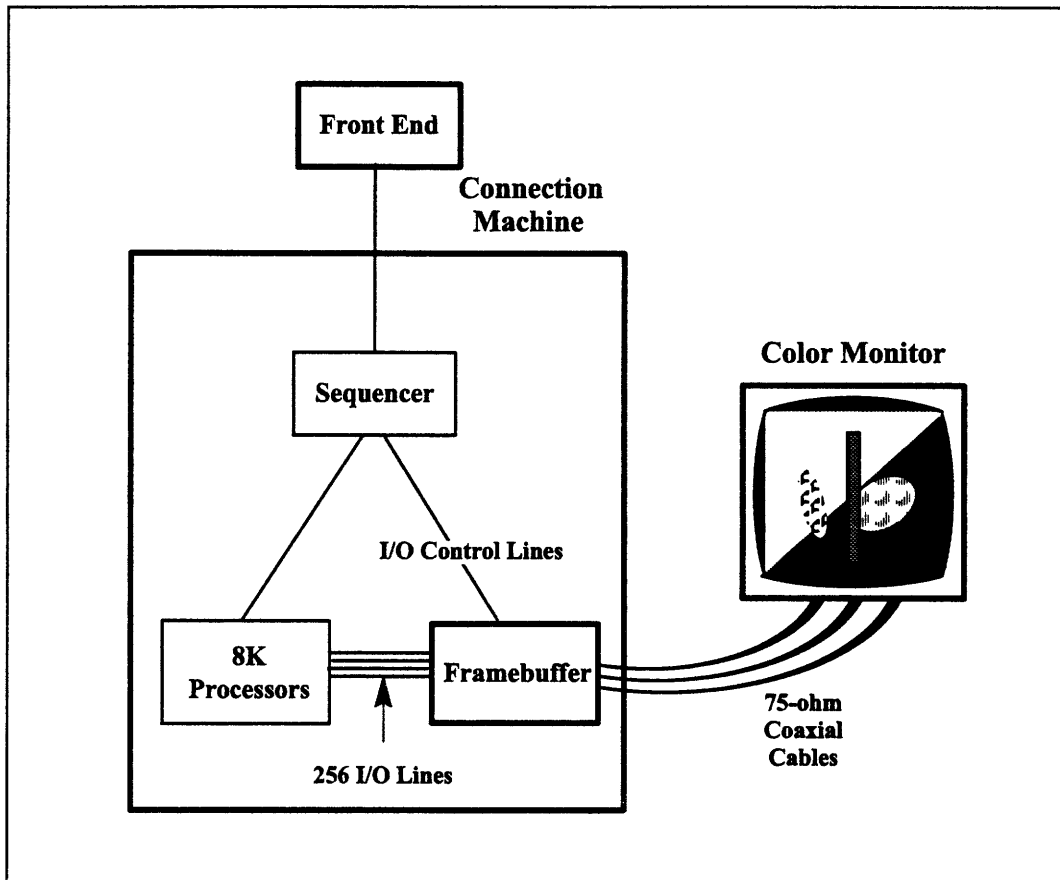 Front End
Connection
Machine
Sequencer
Color Monitor
I/O Control Lines
8K
Processors
Framebuffer
256 I/O Lines
75-ohm
Coaxial
Cables